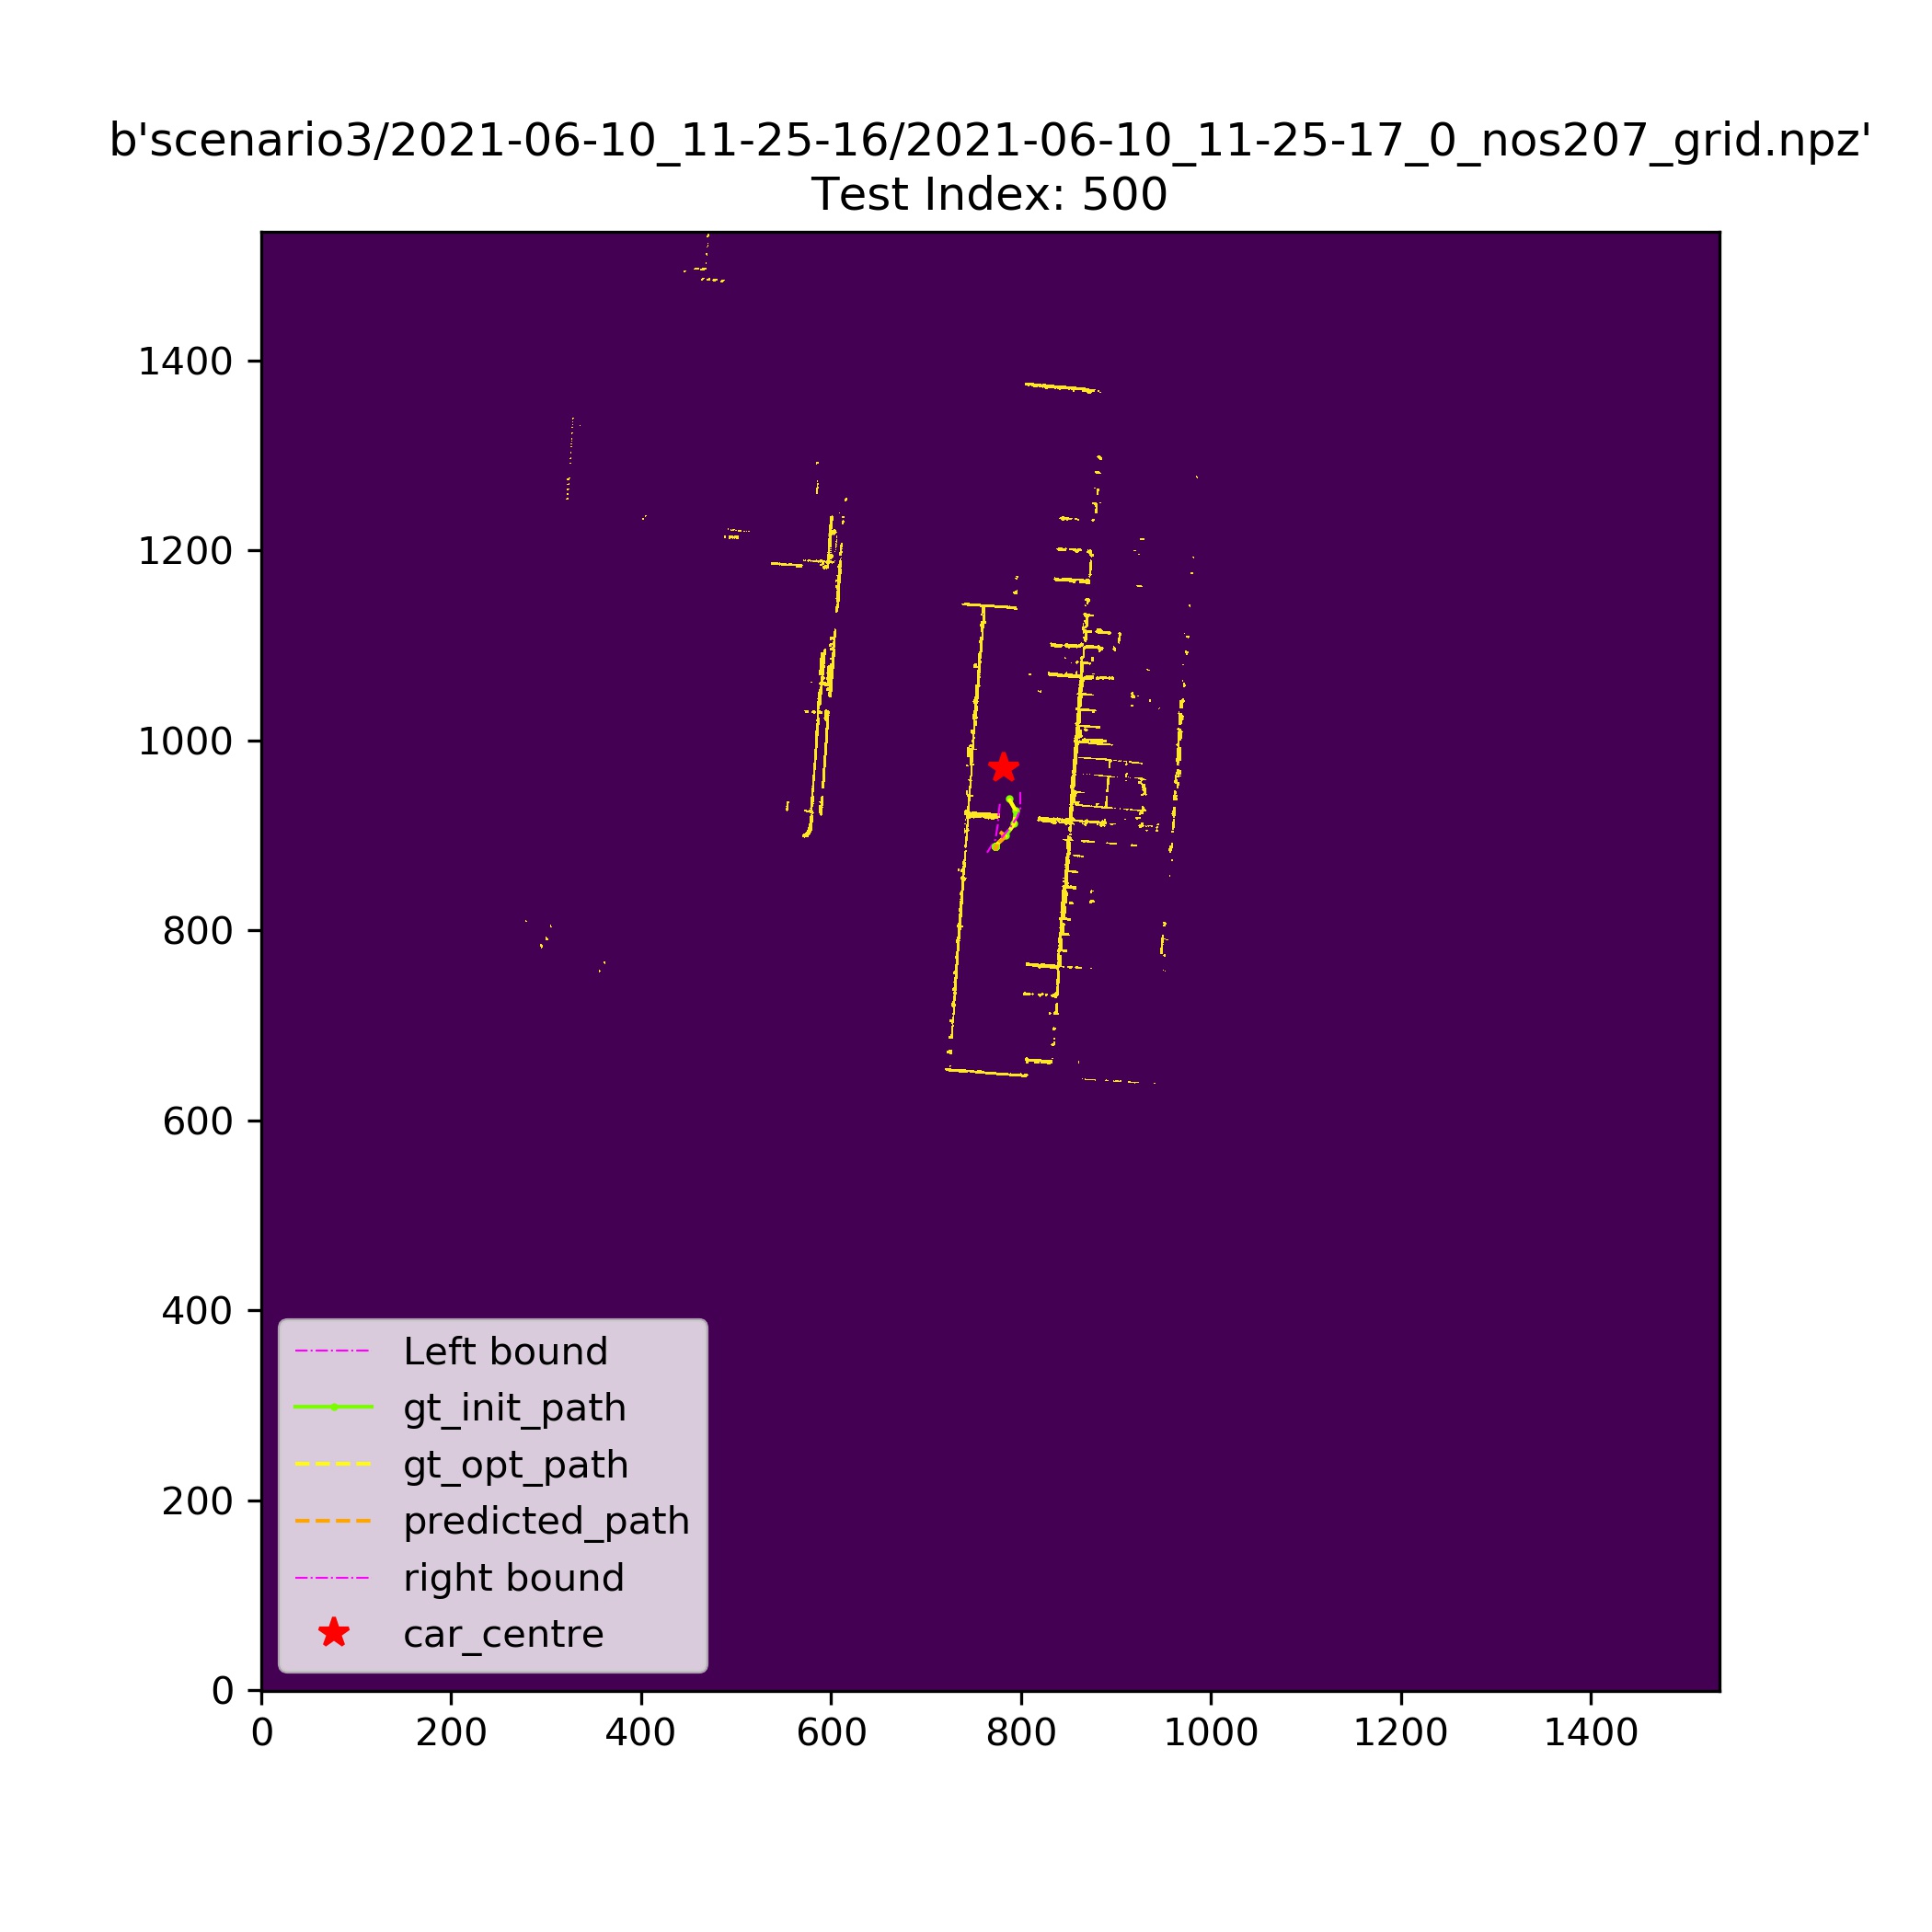 b'scenario3/2021-06-10_11-25-16/2021-06-10_11-25-17_0_nos207_grid.npz'
Test Index: 500
1400
1200
1000
800
600
400
200
0
Left bound
gt_init_path
gt_opt_path
predicted_path
right bound
car_centre
0 200 400 600 800 1000 1200 1400